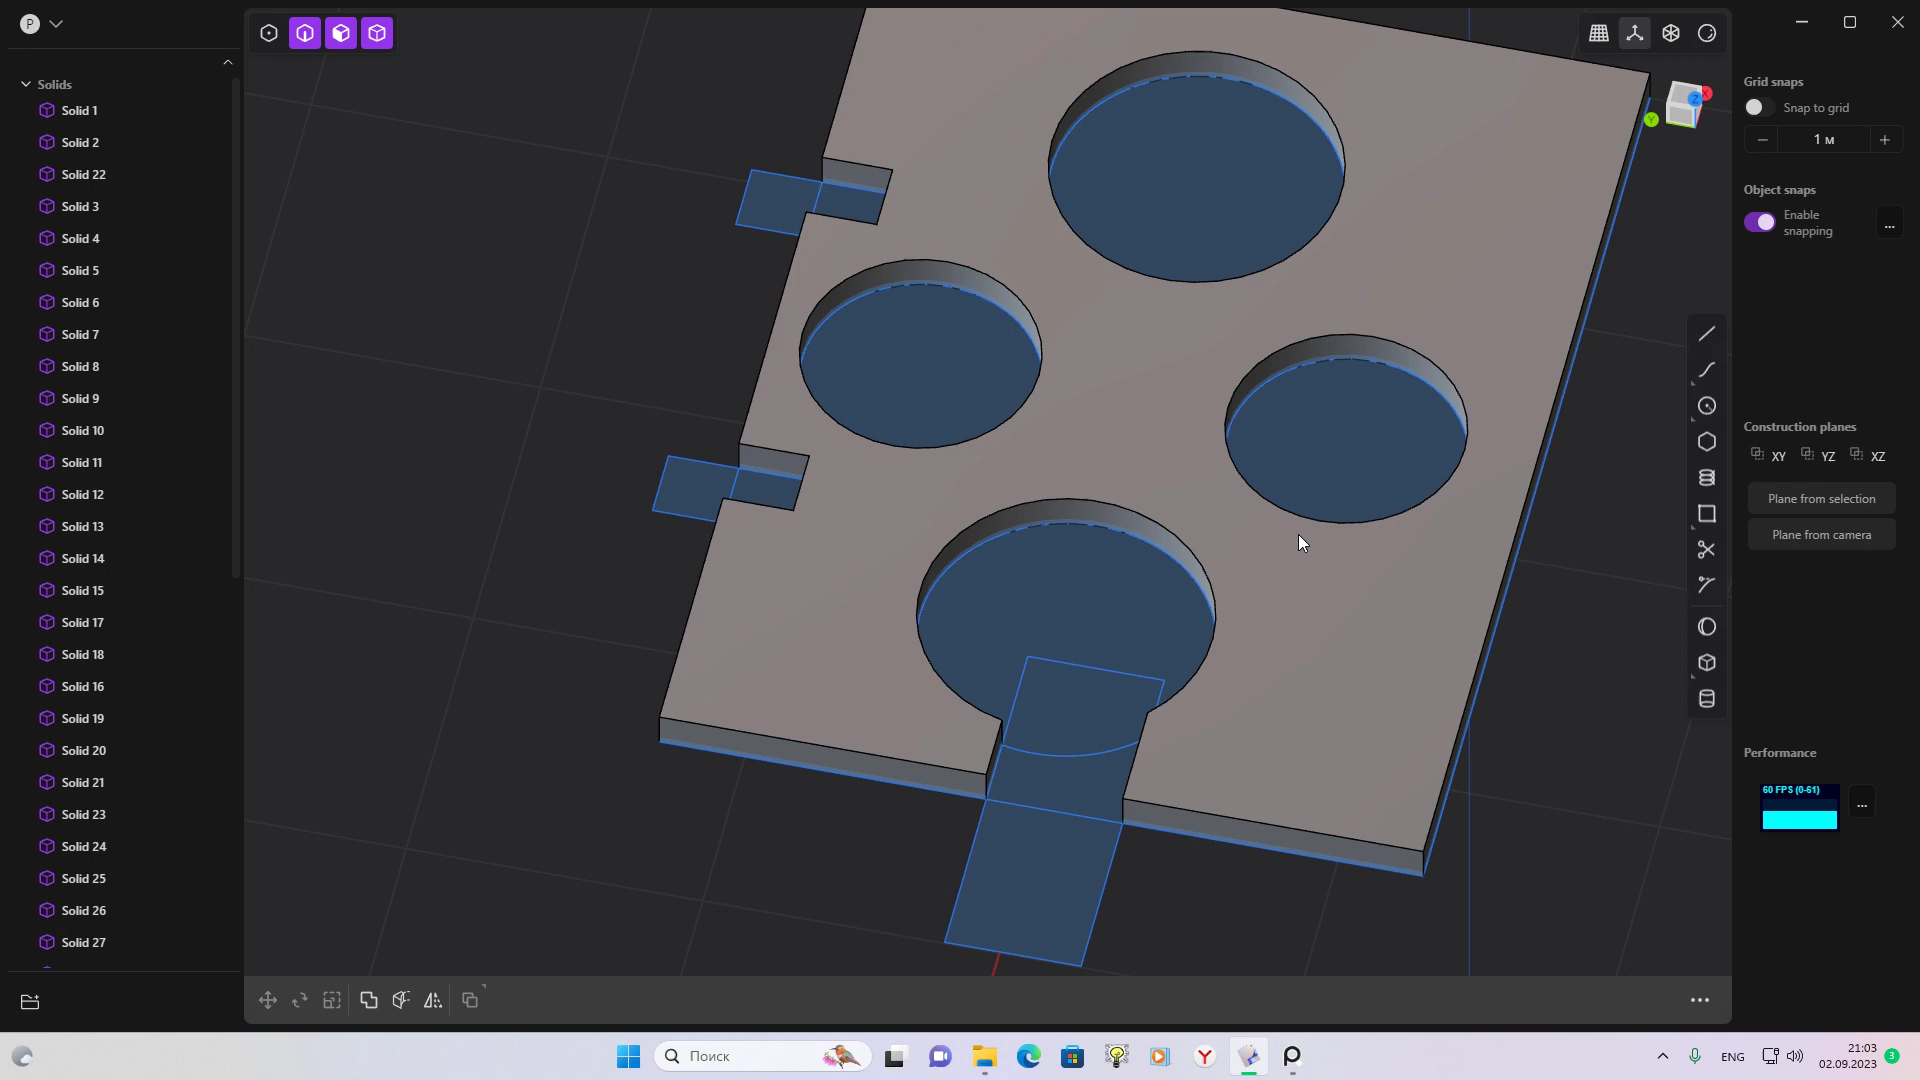 P
Solids
Solid 1
Solid 2
Solid 22
Solid 3
Solid 4
Solid 5
Solid 6
Solid 7
Solid 8
Solid 9
Solid 10
Solid 11
Solid 12
Solid 13
Solid 14
Solid 15
Solid 17
Solid 18
Solid 16
Solid 19
Solid 20
Solid 21
Solid 23
Solid 24
Solid 25
Solid 26
Solid 27
X
Y
Z
Grid snaps
Snap to grid
1 м
Object snaps
Enable
snapping
...
Construction planes
XY YZ XZ
Plane from selection
Plane from camera
Performance
60 FPS (0-61)
...
Поиск
Y
ENG
21:03
02.09.2023
3